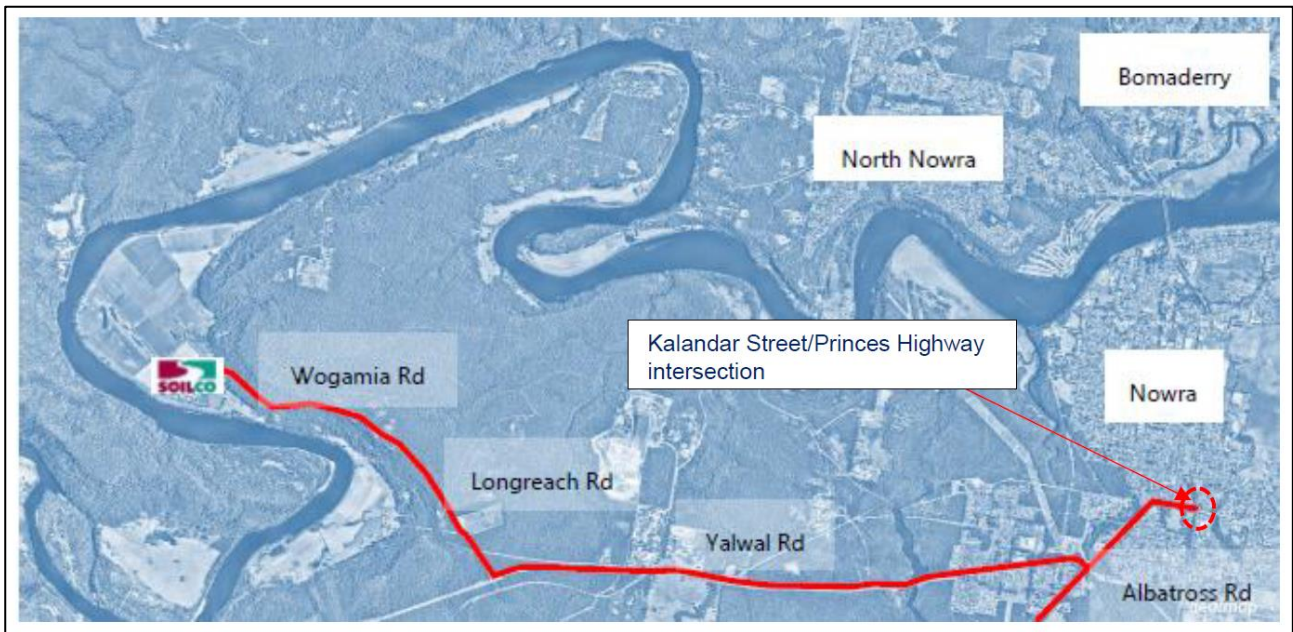 Bomaderry
North Nowra
Kalandar Street/Princes Highway
intersection
Wogamia Rd
SOILCO
Nowra
Longreach Rd
Yalwal Rd
Albatross Rd